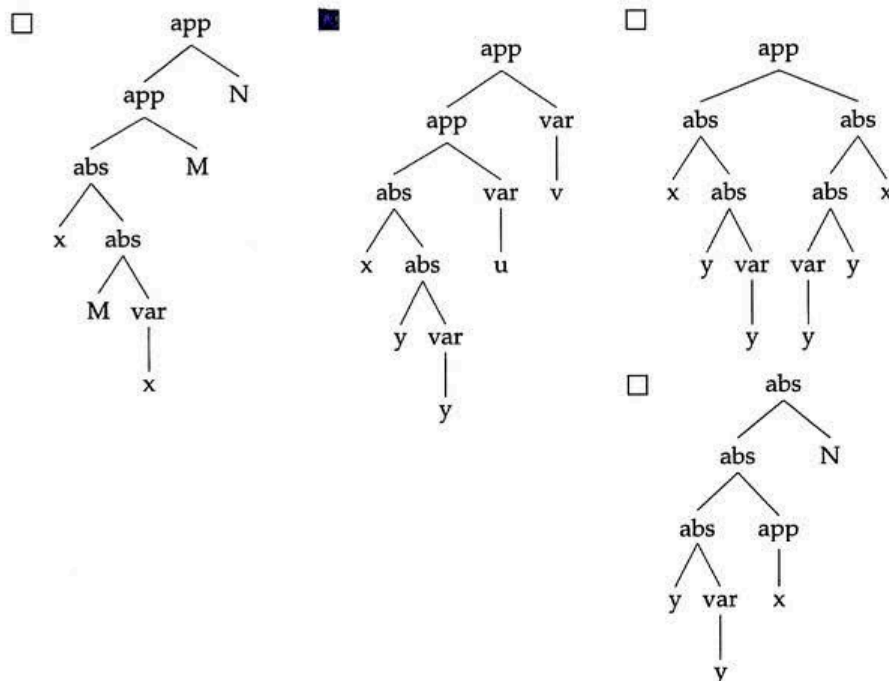 app
app N
abs M
x abs
M var
x
app
app var
abs var v
x abs u
y var
y
app
abs abs
x abs abs x
y var var y
y y
abs
abs N
abs app
y var x
y